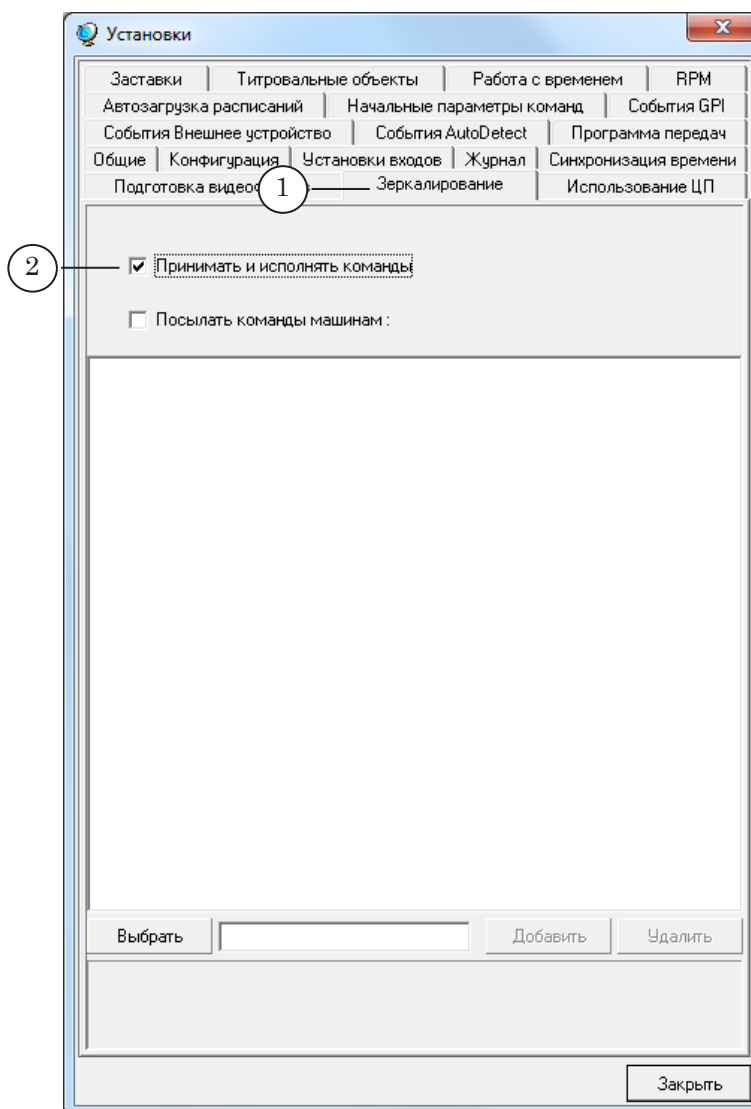 Установки
Заставки Титровальные объекты Работа с временем RPM
Автозагрузка расписаний Начальные параметры команд События GPI
События Внешнее устройство События AutoDetect Программа передач
Общие Конфигурация Установки входов Журнал Синхронизация времени
Подготовка 1 Зеркалирование Использование ЦП
2 Принимать и исполнять команды
Посылать команды машинам :
Выбрать Добавить Удалить
Закрыть